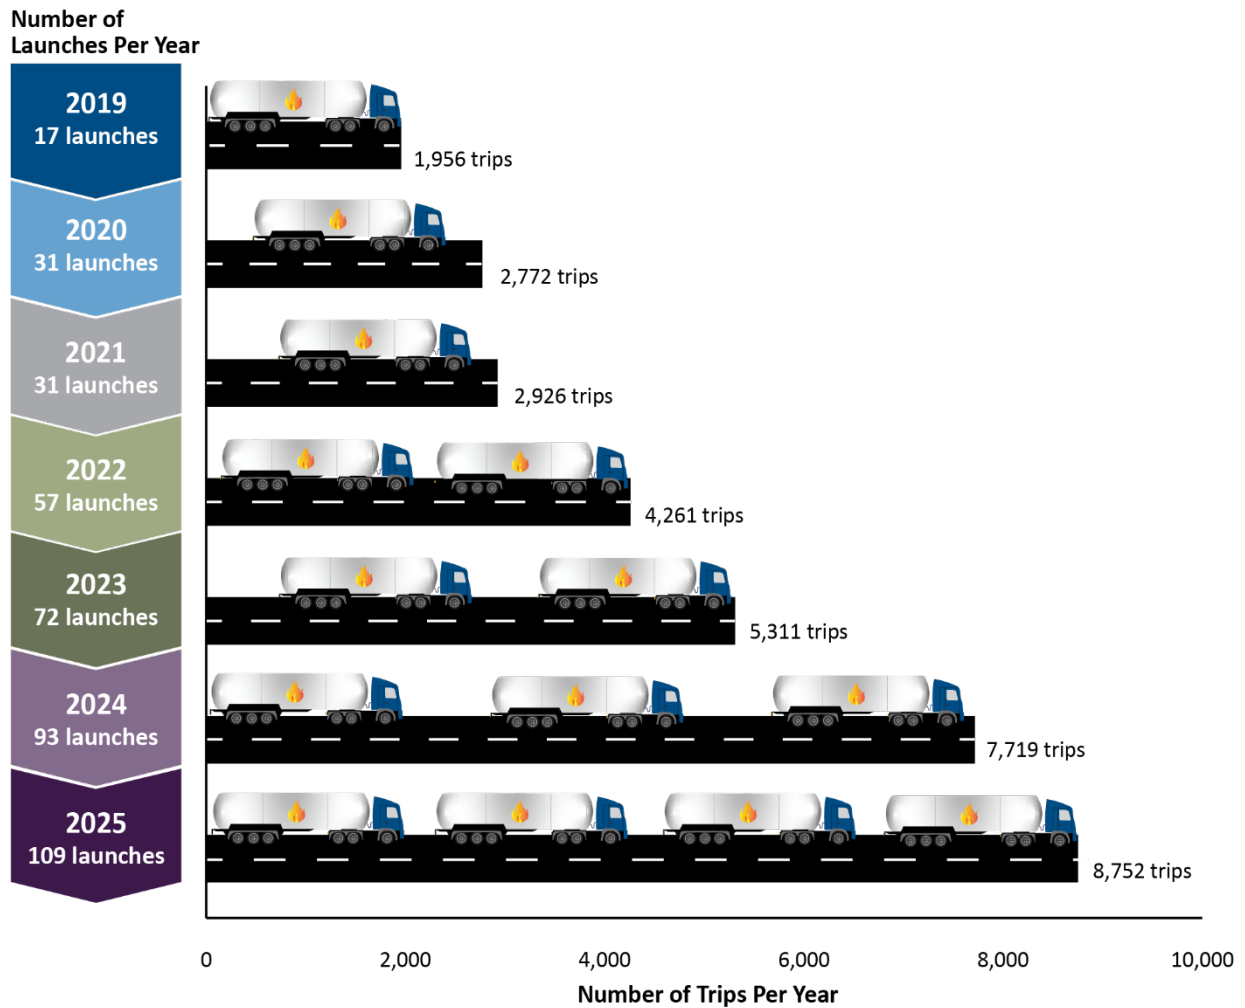 Number of
Launches Per Year
2019
17 launches
1,956 trips
2020
31 launches
2,772 trips
2021
31 launches
2,926 trips
2022
57 launches
4,261 trips
2023
72 launches
5,311 trips
2024
93 launches
7,719 trips
2025
109 launches
8,752 trips
0 2,000 4,000 6,000 8,000 10,000
Number of Trips Per Year